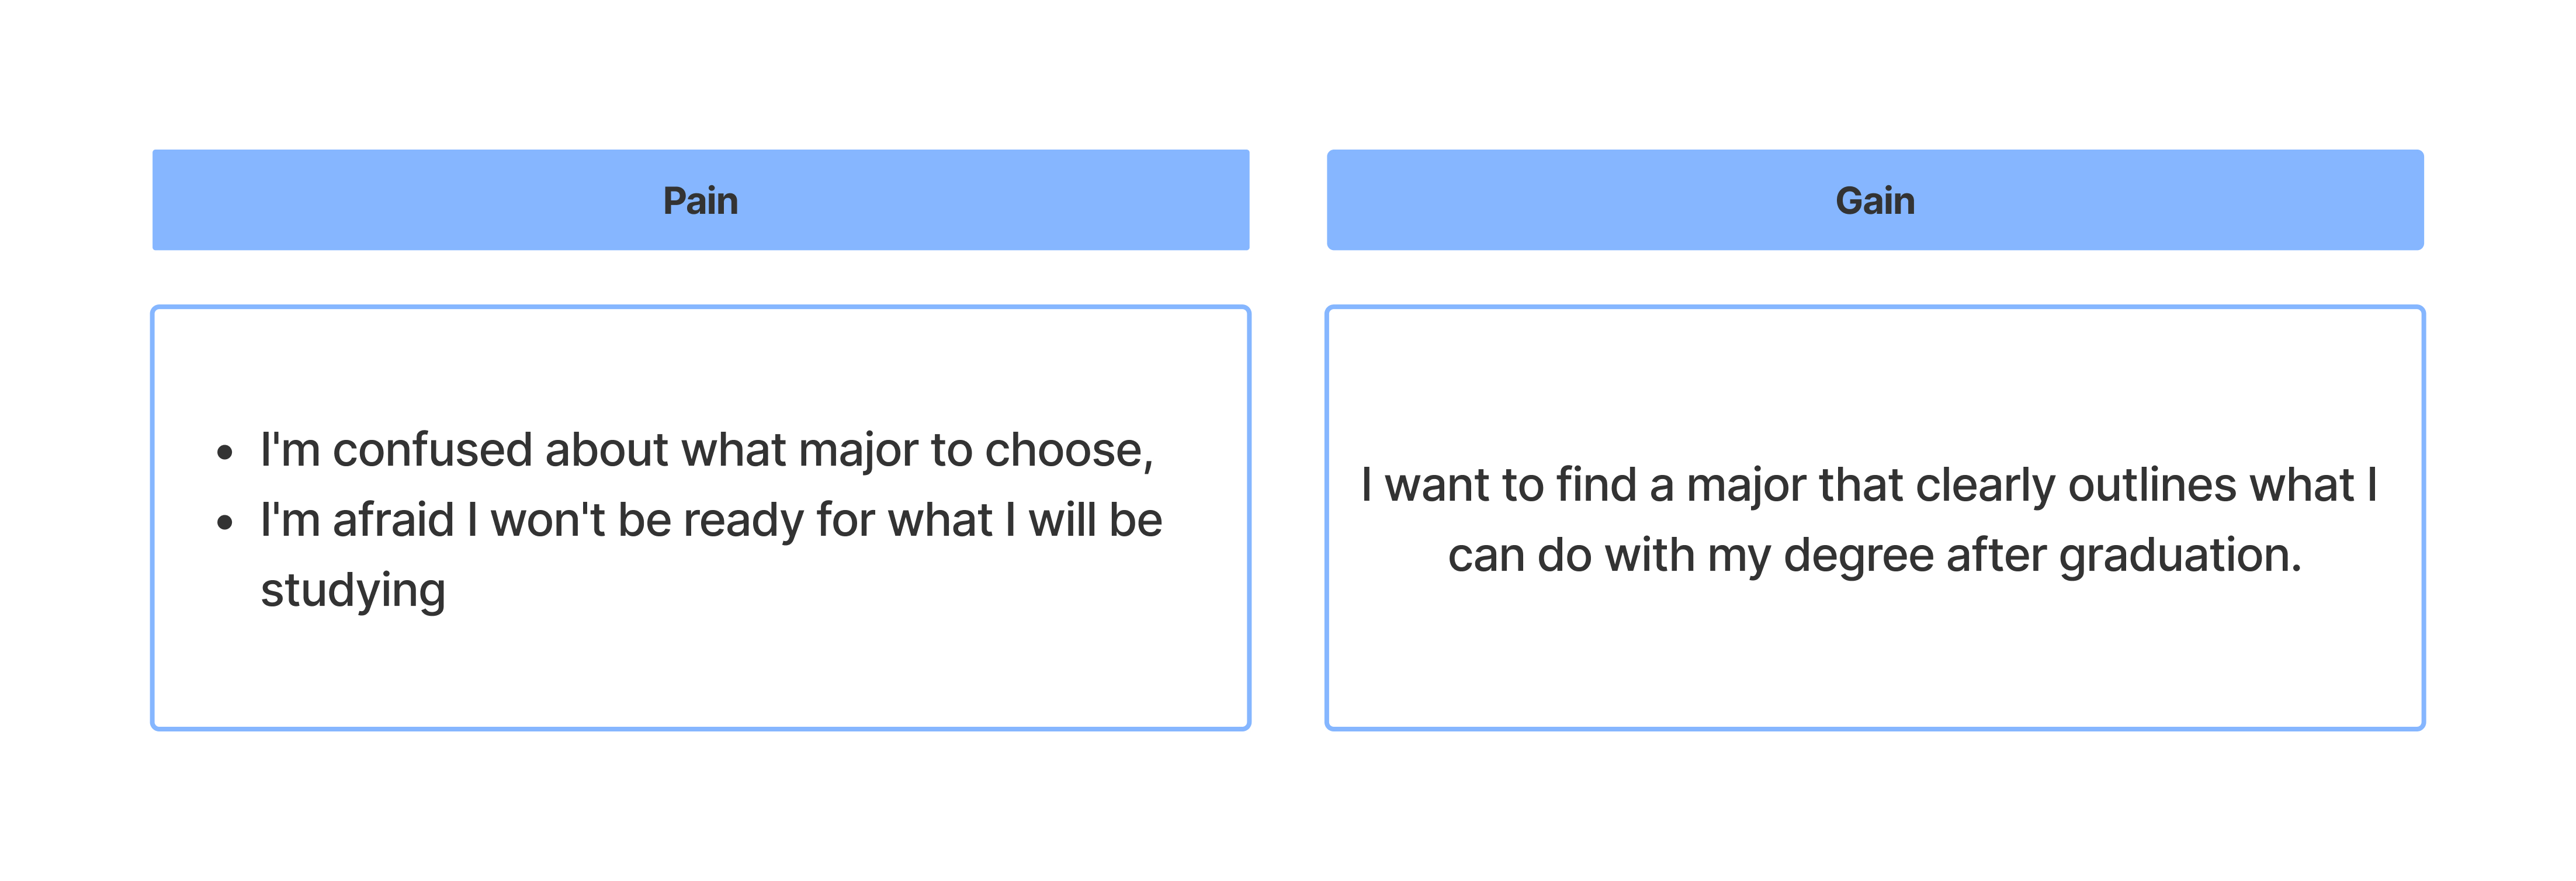 Pain
Gain
• I'm confused about what major to choose,
• I'm afraid I won't be ready for what I will be
studying
I want to find a major that clearly outlines what I
can do with my degree after graduation.